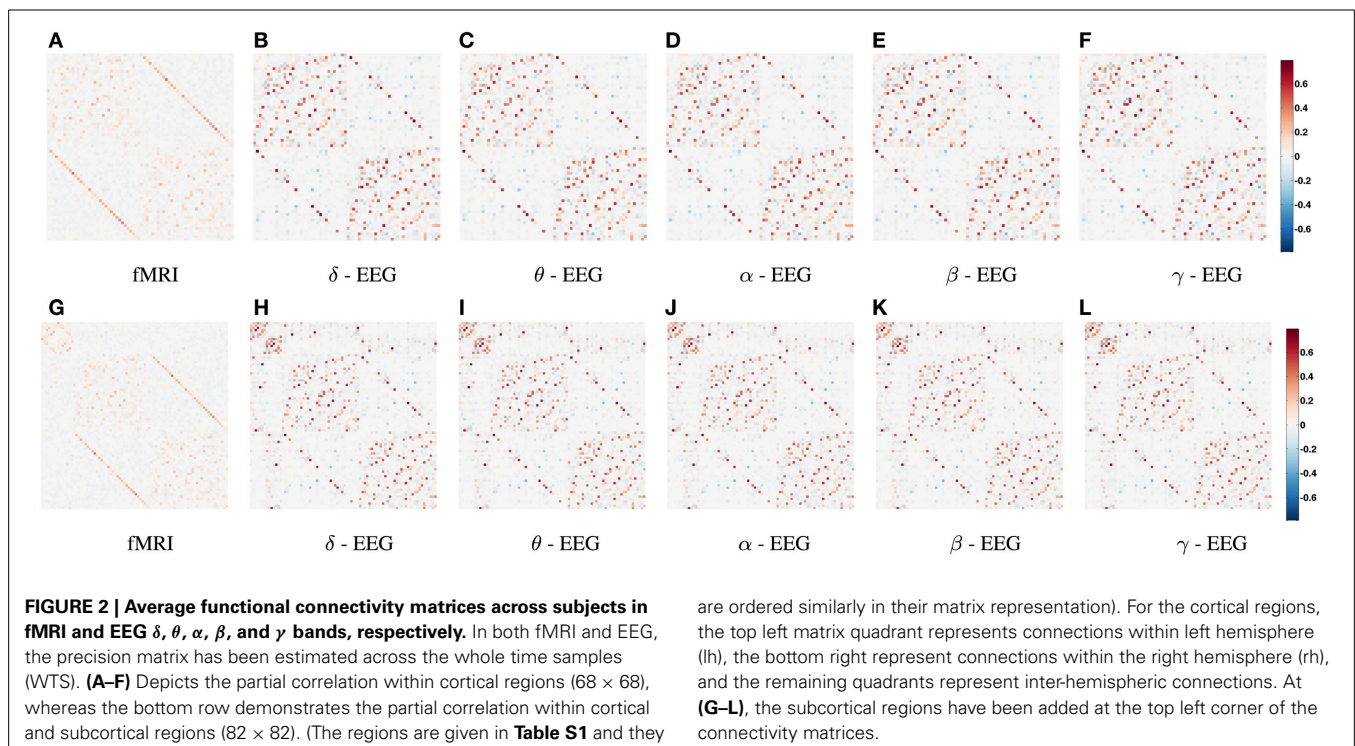 A B C D E F
0.6
0.4
0.2
0
-0.2
-0.4
-0.6
fMRI δ - EEG θ - EEG α - EEG β - EEG γ - EEG
G H I J K L
0.6
0.4
0.2
0
-0.2
-0.4
-0.6
fMRI δ - EEG θ - EEG α - EEG β - EEG γ - EEG
FIGURE 2 | Average functional connectivity matrices across subjects in
fMRI and EEG δ, θ, α, β, and γ bands, respectively. In both fMRI and EEG,
the precision matrix has been estimated across the whole time samples
(WTS). (A–F) Depicts the partial correlation within cortical regions (68 × 68),
whereas the bottom row demonstrates the partial correlation within cortical
and subcortical regions (82 × 82). (The regions are given in Table S1 and they
are ordered similarly in their matrix representation). For the cortical regions,
the top left matrix quadrant represents connections within left hemisphere
(lh), the bottom right represent connections within the right hemisphere (rh),
and the remaining quadrants represent inter-hemispheric connections. At
(G–L), the subcortical regions have been added at the top left corner of the
connectivity matrices.